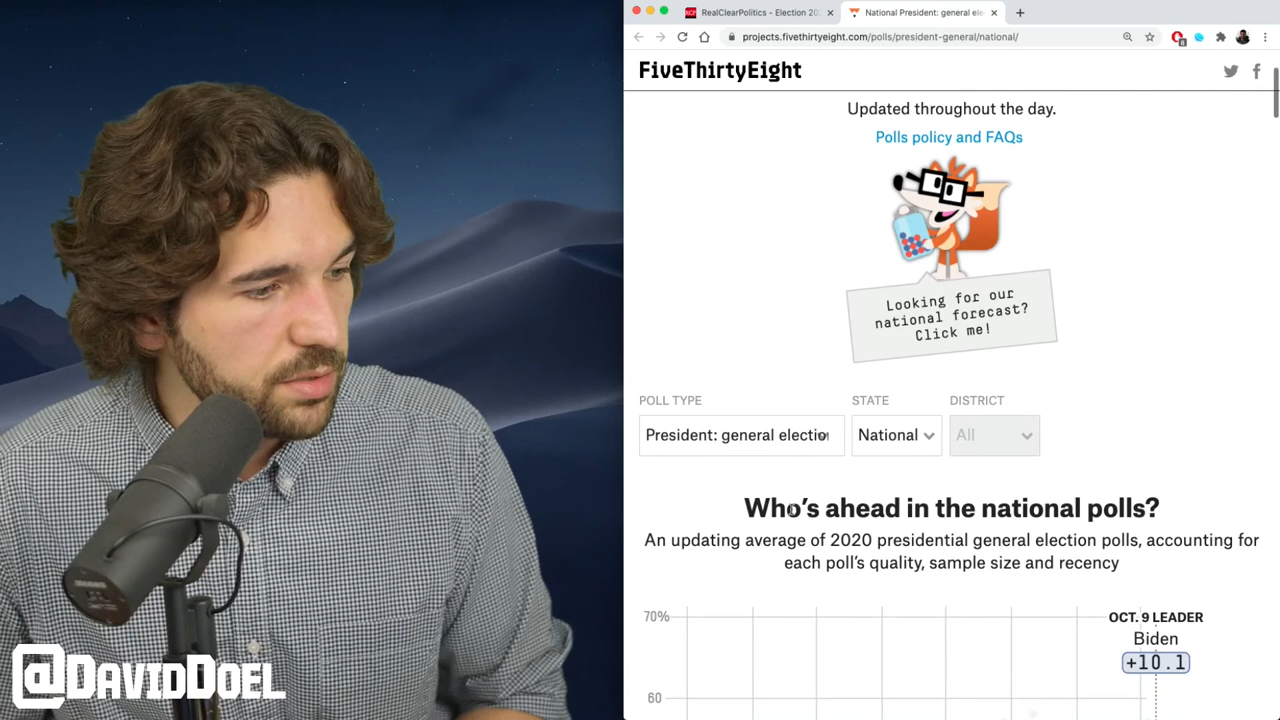 RealClearPolitics - Election 202
National President: general ele
projects.fivethirtyeight.com/polls/president-general/national/
FiveThirtyEight
Updated throughout the day.
Polls policy and FAQs
Looking for our
national forecast?
Click me!
POLL TYPE
STATE
DISTRICT
President: general electio
National
All
Who's ahead in the national polls?
An updating average of 2020 presidential general election polls, accounting for
each poll's quality, sample size and recency
70%
OCT. 9 LEADER
Biden
+10.1
60
@DavidDoel